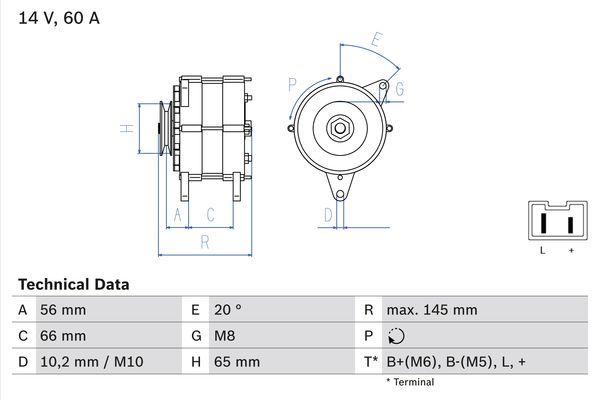 14 V, 60 A
E
P
G
H
A
C
D
R
L +
Technical Data
A 56 mm E 20 ° R max. 145 mm
C 66 mm G M8 P
D 10,2 mm / M10 H 65 mm T* B+(M6), B-(M5), L, +
* Terminal